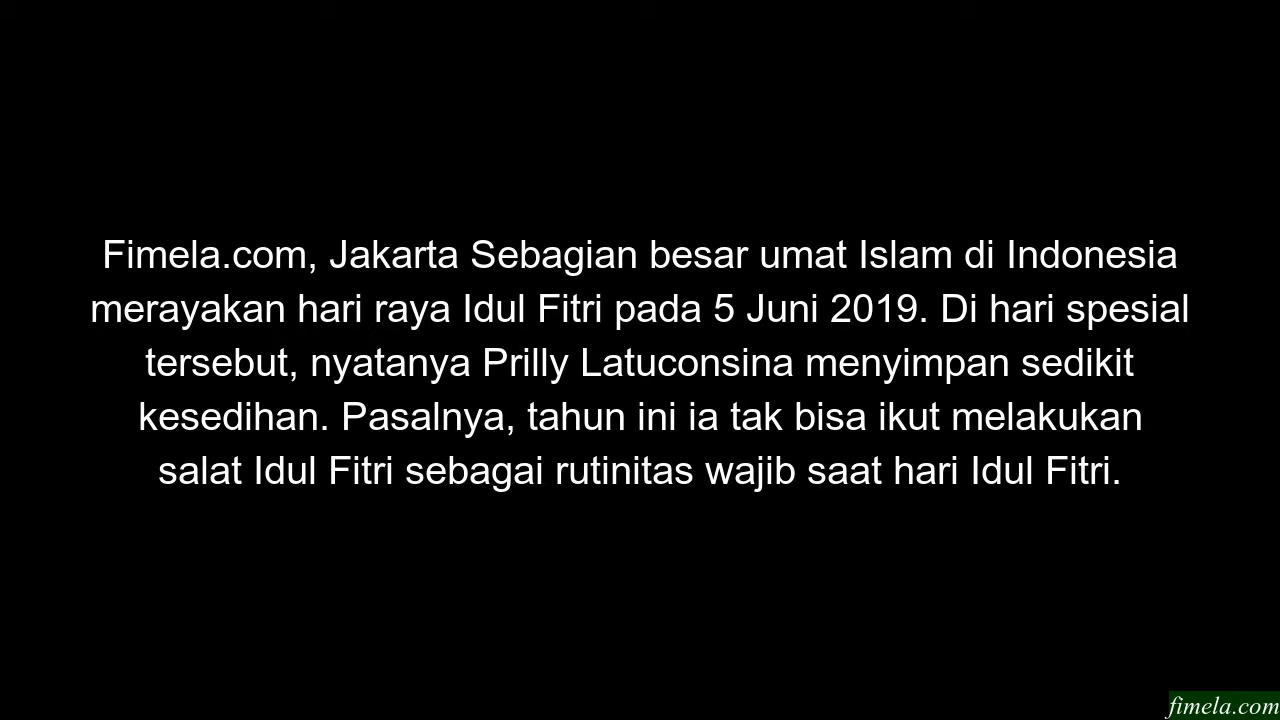 Fimela.com, Jakarta Sebagian besar umat Islam di Indonesia
merayakan hari raya Idul Fitri pada 5 Juni 2019. Di hari spesial
tersebut, nyatanya Prilly Latuconsina menyimpan sedikit
kesedihan. Pasalnya, tahun ini ia tak bisa ikut melakukan
salat Idul Fitri sebagai rutinitas wajib saat hari Idul Fitri.
fimela.com